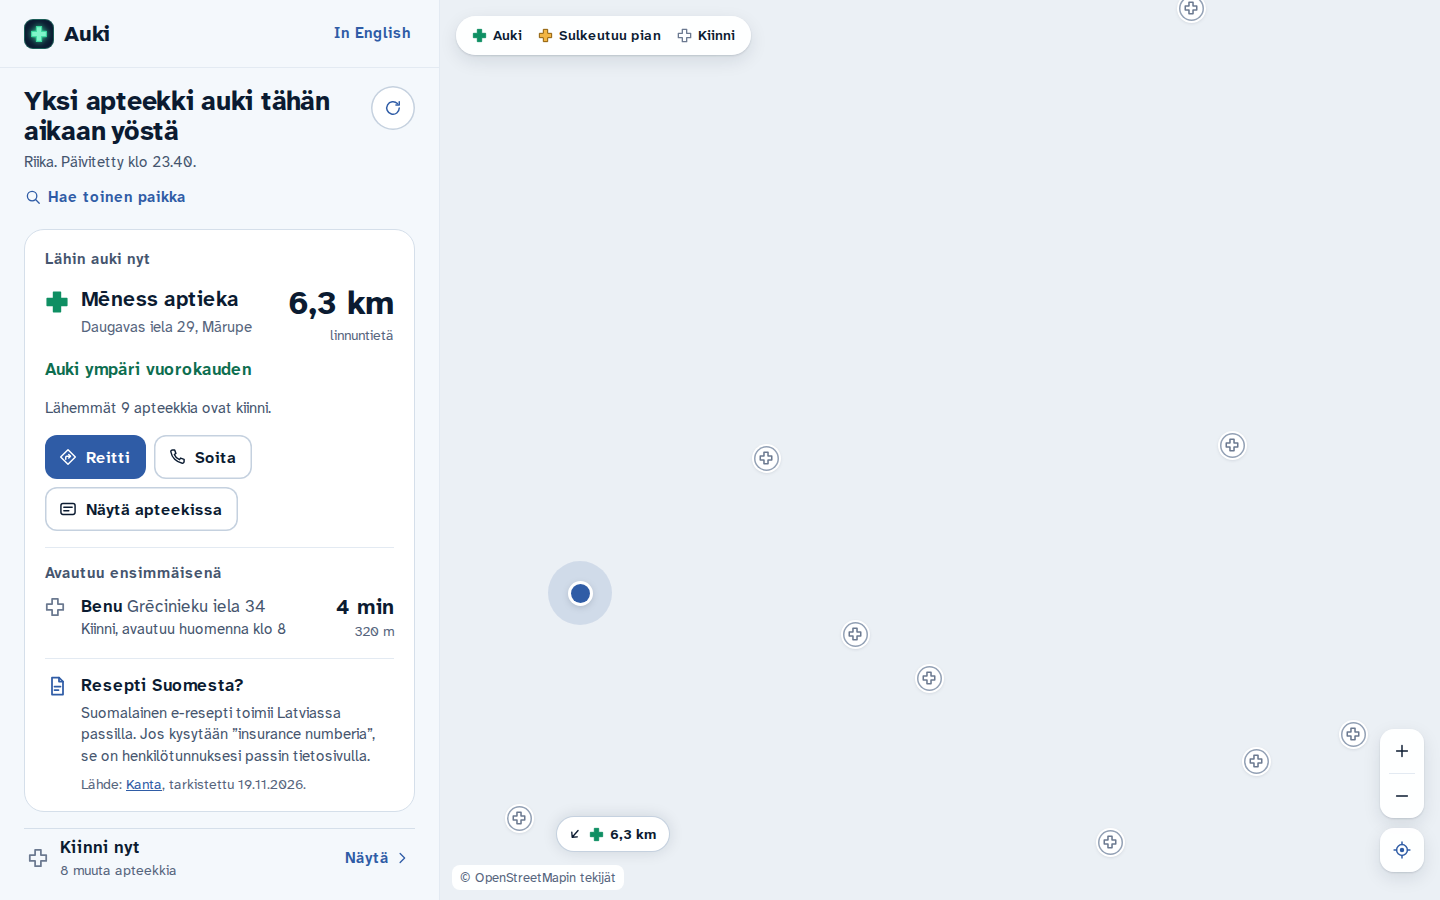 Auki
In English
Yksi apteekki auki tähän
aikaan yöstä
Riika. Päivitetty klo 23.40.
Hae toinen paikka
Lähin auki nyt
Mēness aptieka
6,3 km
Daugavas iela 29, Mārupe
linnuntietä
Auki ympäri vuorokauden
Lähemmät 9 apteekkia ovat kiinni.
Reitti
Soita
Näytä apteekissa
Avautuu ensimmäisenä
Benu Grēcinieku iela 34
4 min
Kiinni, avautuu huomenna klo 8
320 m
Resepti Suomesta?
Suomalainen e-resepti toimii Latviassa
passilla. Jos kysytään ”insurance numberia”,
se on henkilötunnuksesi passin tietosivulla.
Lähde: Kanta, tarkistettu 19.11.2026.
Kiinni nyt
8 muuta apteekkia
Näytä
Auki
Sulkeutuu pian
Kiinni
6,3 km
+
−
© OpenStreetMapin tekijät